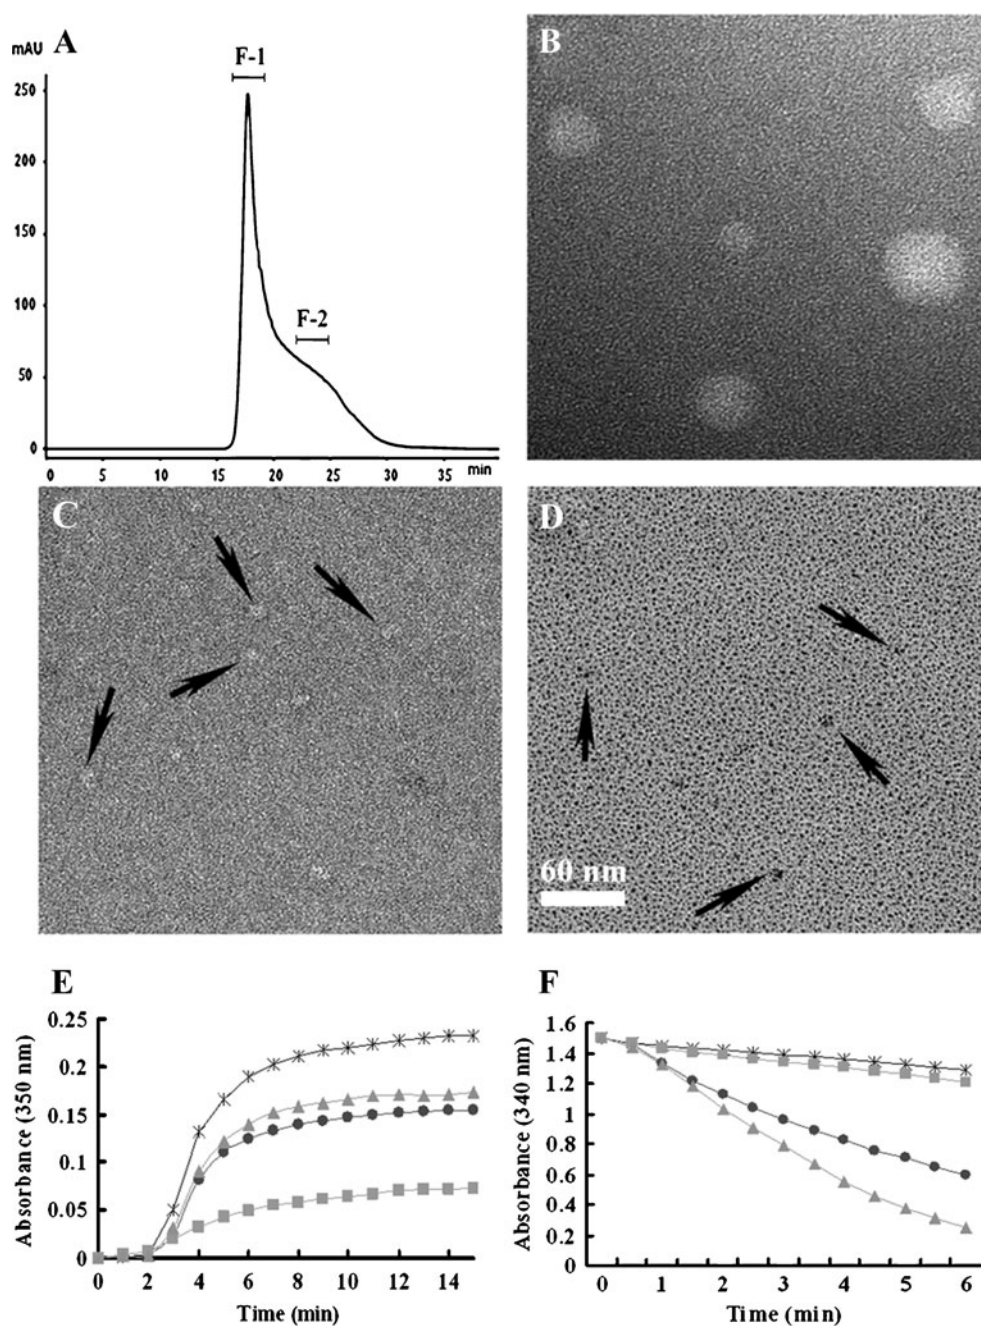 A
mAU
F-1
250
200
150
100
F-2
50
0
0 5 10 15 20 25 30 35 min
B
C
D
60 nm
E
Absorbance (350 nm)
0.25
0.2
0.15
0.1
0.05
0
0 2 4 6 8 10 12 14
Time (min)
F
Absorbance (340 nm)
1.6
1.4
1.2
1
0.8
0.6
0.4
0.2
0 1 2 3 4 5 6
Time (min)